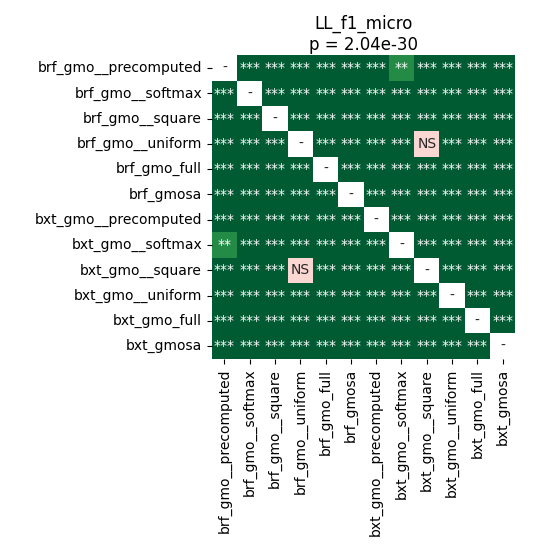 LL_f1_micro
p = 2.04e-30
brf_gmo__precomputed - *** *** *** *** *** *** ** *** *** *** ***
brf_gmo__softmax *** - *** *** *** *** *** *** *** *** *** ***
brf_gmo__square *** *** - *** *** *** *** *** *** *** *** ***
brf_gmo__uniform *** *** *** - *** *** *** *** NS *** *** ***
brf_gmo_full *** *** *** *** - *** *** *** *** *** *** ***
brf_gmosa *** *** *** *** *** - *** *** *** *** *** ***
bxt_gmo__precomputed *** *** *** *** *** *** - *** *** *** *** ***
bxt_gmo__softmax ** *** *** *** *** *** *** - *** *** *** ***
bxt_gmo__square *** *** *** NS *** *** *** *** - *** *** ***
bxt_gmo__uniform *** *** *** *** *** *** *** *** *** - *** ***
bxt_gmo_full *** *** *** *** *** *** *** *** *** *** - ***
bxt_gmosa *** *** *** *** *** *** *** *** *** *** *** -
brf_gmo__precomputed
brf_gmo__softmax
brf_gmo__square
brf_gmo__uniform
brf_gmo_full
brf_gmosa
bxt_gmo__precomputed
bxt_gmo__softmax
bxt_gmo__square
bxt_gmo__uniform
bxt_gmo_full
bxt_gmosa